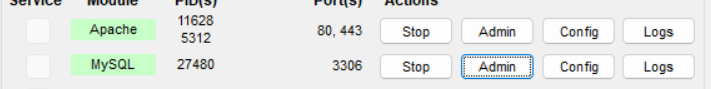 Service Module PID(s) Port(s) Actions
Apache 11628 5312 80, 443 Stop Admin Config Logs
MySQL 27480 3306 Stop Admin Config Logs